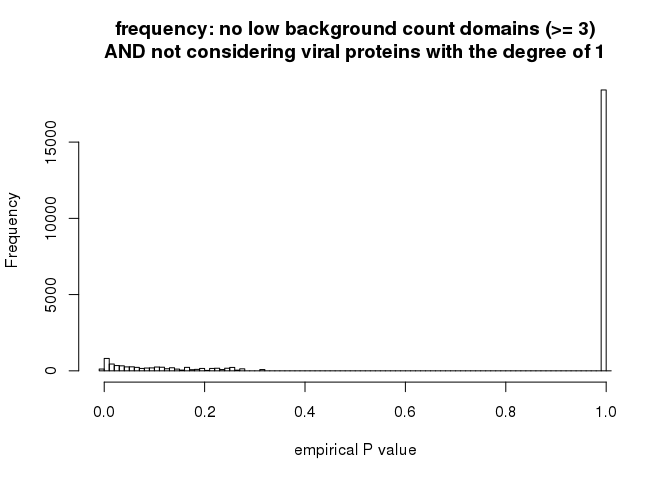 frequency: no low background count domains (>= 3)
AND not considering viral proteins with the degree of 1
Frequency
15000
10000
5000
0
0.0 0.2 0.4 0.6 0.8 1.0
empirical P value